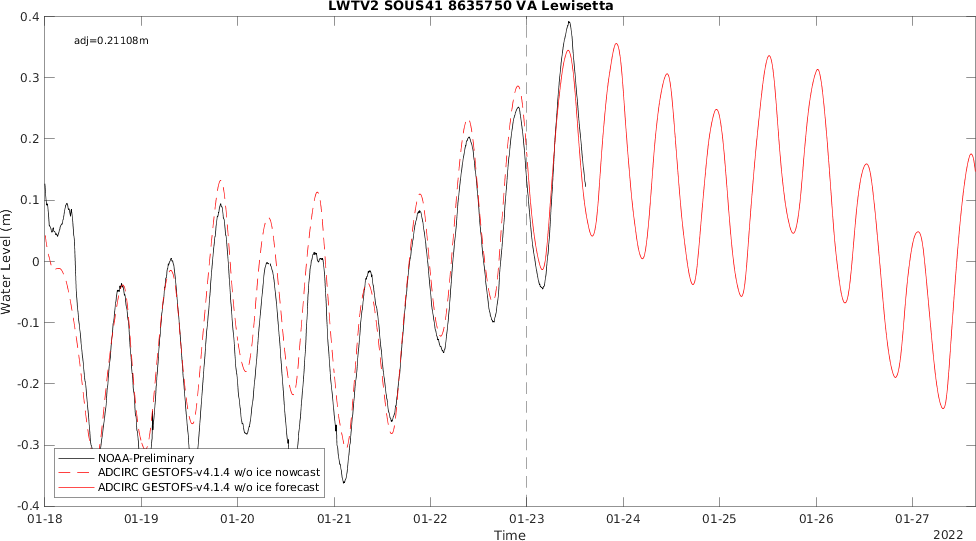 LWTV2 SOUS41 8635750 VA Lewisetta
adj=0.21108m
0.4
0.3
0.2
0.1
0
-0.1
-0.2
-0.3
-0.4
Water Level (m)
NOAA-Preliminary
ADCIRC GESTOFS-v4.1.4 w/o ice nowcast
ADCIRC GESTOFS-v4.1.4 w/o ice forecast
01-18 01-19 01-20 01-21 01-22 01-23 01-24 01-25 01-26 01-27
Time
2022